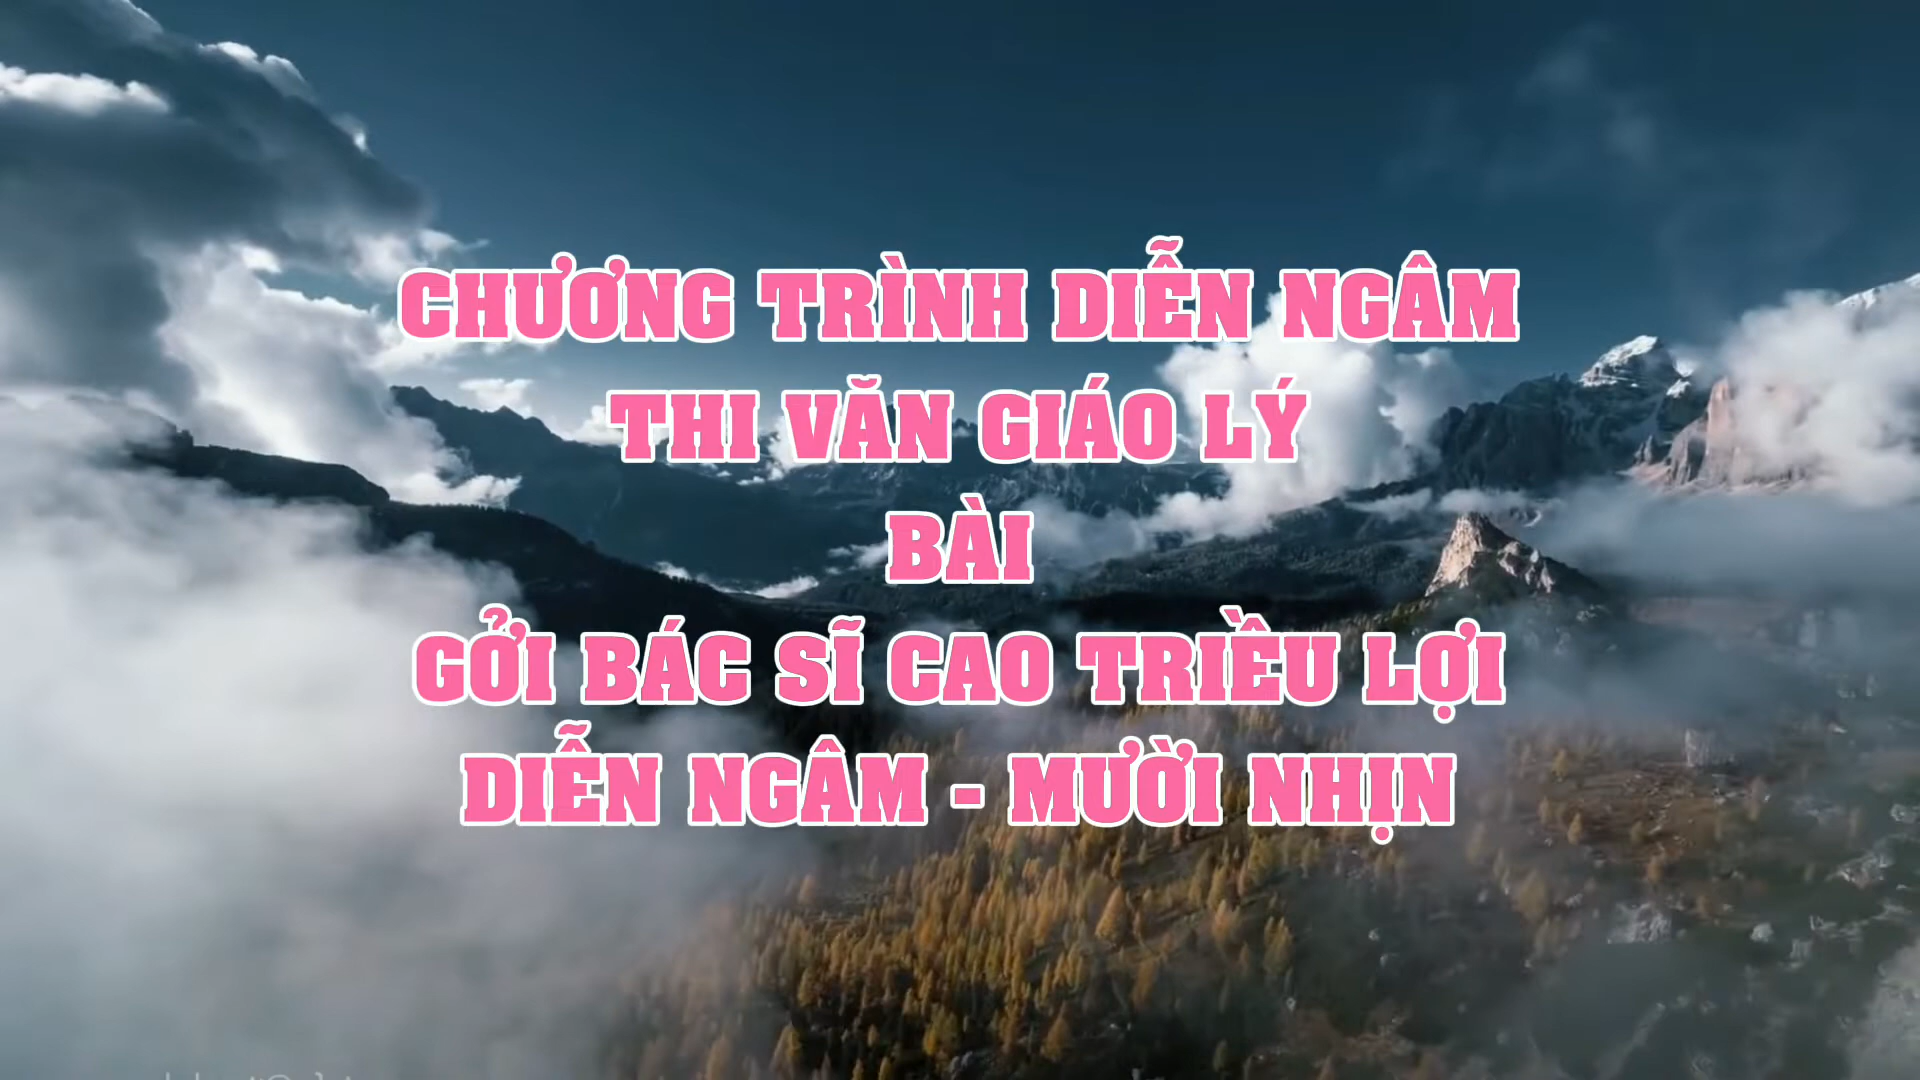 CHƯƠNG TRÌNH DIỄN NGÂM
THI VĂN GIÁO LÝ
BÀI
GỞI BÁC SĨ CAO TRIỀU LỢI
DIỄN NGÂM - MƯỜI NHỊN